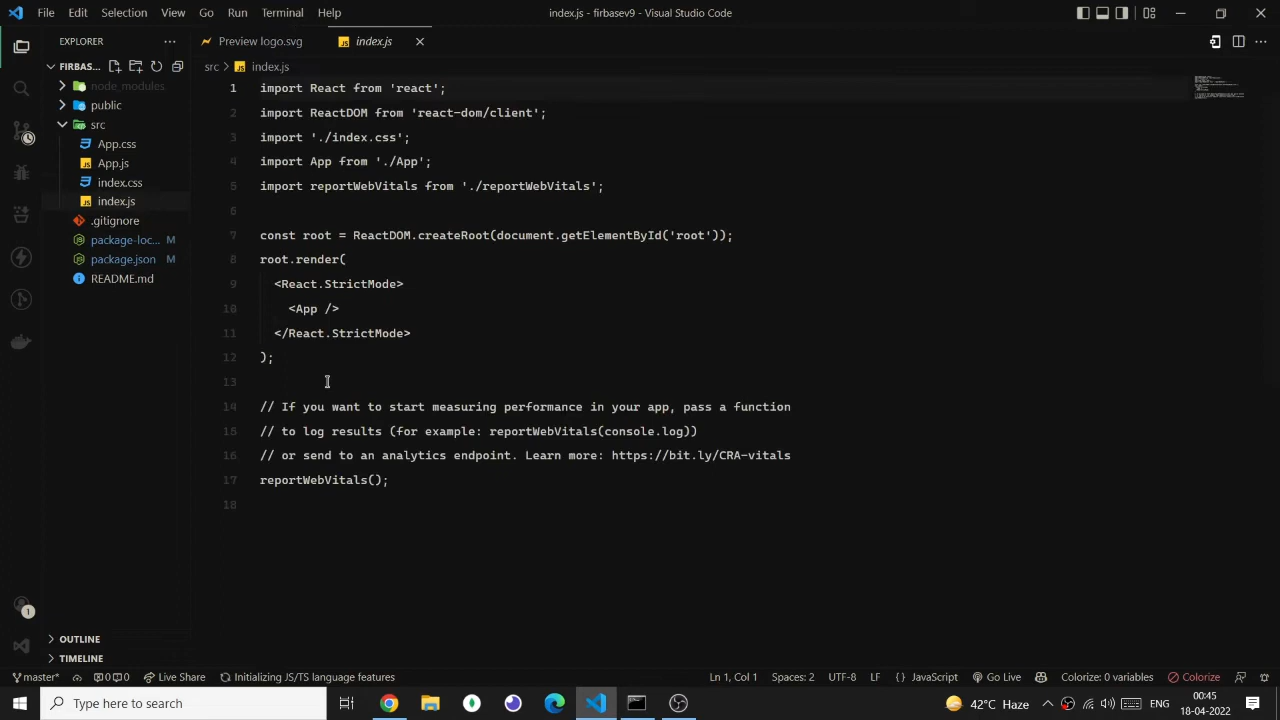 File Edit Selection View Go Run Terminal Help
index.js - firbasev9 - Visual Studio Code
EXPLORER
Preview logo.svg
index.js
FIRBAS...
src > index.js
node_modules
public
src
App.css
App.js
index.css
index.js
.gitignore
package-loc... M
package.json M
README.md
1 import React from 'react';
2 import ReactDOM from 'react-dom/client';
3 import './index.css';
4 import App from './App';
5 import reportWebVitals from './reportWebVitals';
6
7 const root = ReactDOM.createRoot(document.getElementById('root'));
8 root.render(
9 <React.StrictMode>
10 <App />
11 </React.StrictMode>
12 );
13
14 // If you want to start measuring performance in your app, pass a function
15 // to log results (for example: reportWebVitals(console.log))
16 // or send to an analytics endpoint. Learn more: https://bit.ly/CRA-vitals
17 reportWebVitals();
18
1
OUTLINE
TIMELINE
master* 0 0 Live Share Initializing JS/TS language features
Ln 1, Col 1 Spaces: 2 UTF-8 LF {} JavaScript Go Live Colorize: 0 variables Colorize
Type here to search
42°C Haze ENG
00:45
18-04-2022